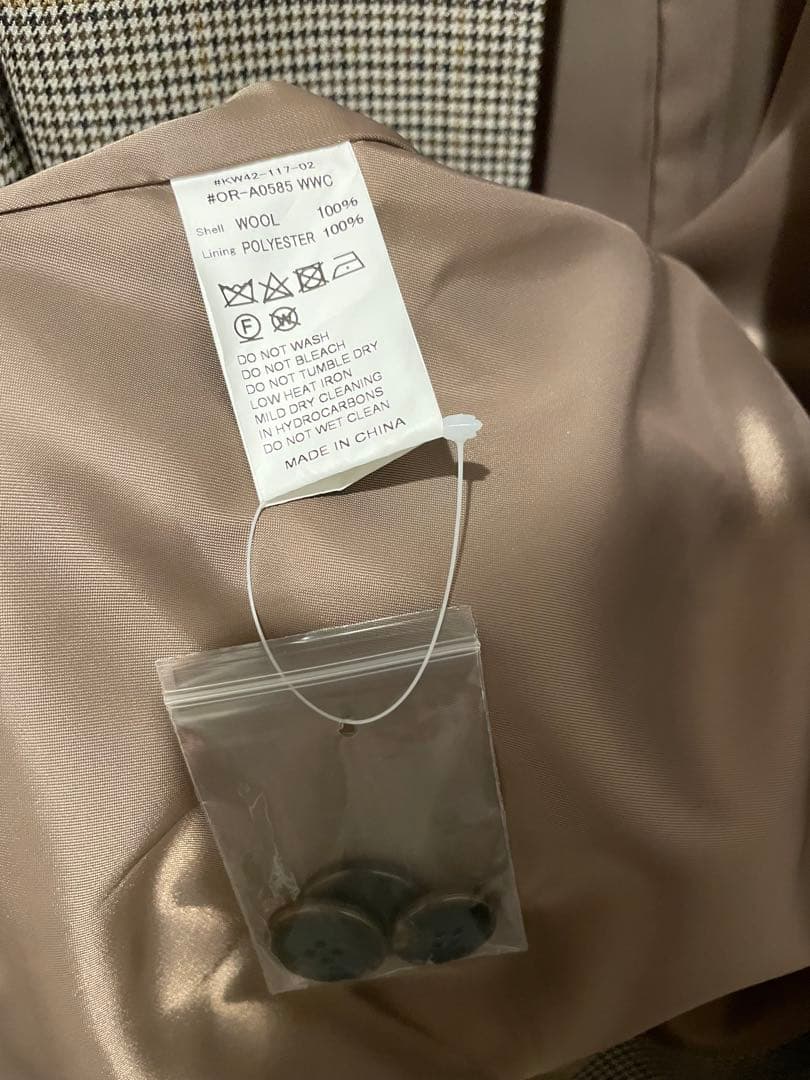 #KW42-117-02
#OR-A0585 WWC
Shell WOOL 100%
Lining POLYESTER 100%
F W
DO NOT WASH
DO NOT BLEACH
DO NOT TUMBLE DRY
LOW HEAT IRON
MILD DRY CLEANING
IN HYDROCARBONS
DO NOT WET CLEAN
MADE IN CHINA